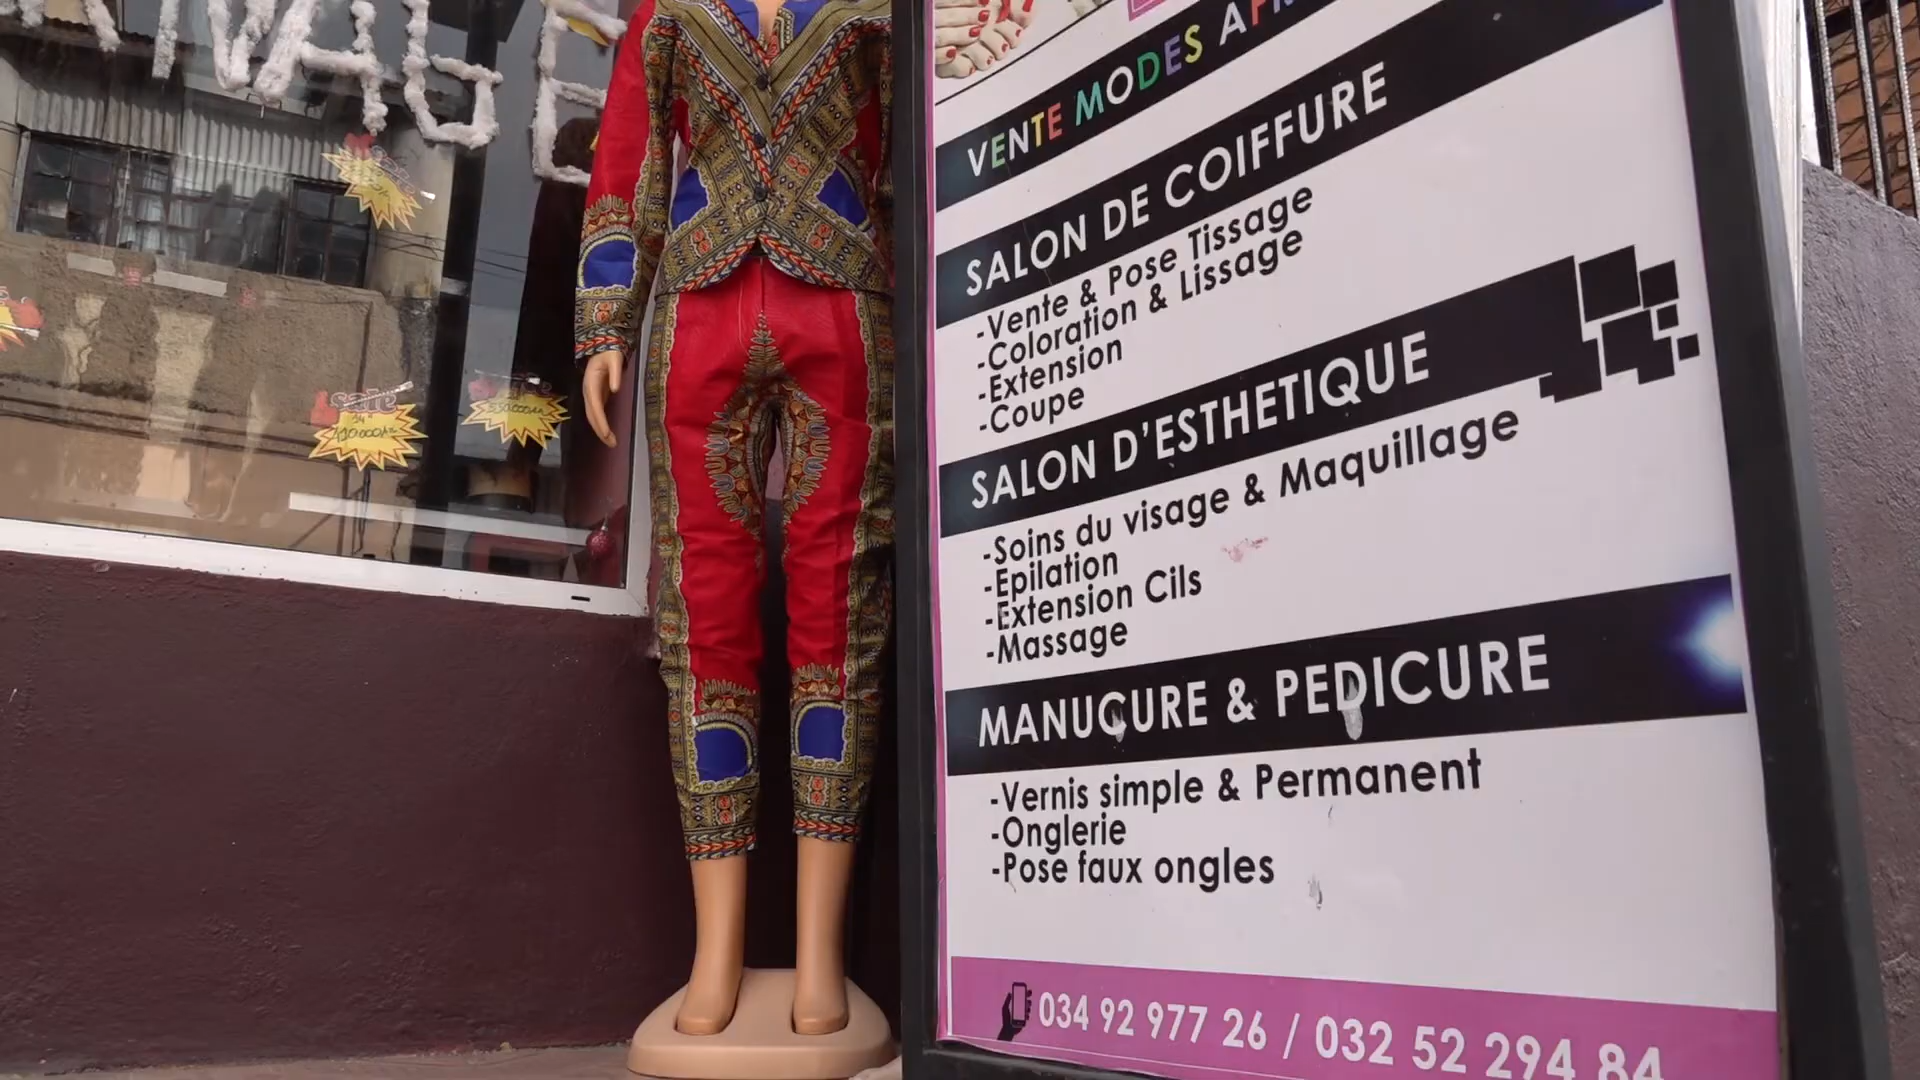 VENTE MODES AFR
SALON DE COIFFURE
-Vente & Pose Tissage
-Coloration & Lissage
-Extension
-Coupe
SALON D'ESTHETIQUE
-Soins du visage & Maquillage
-Epilation
-Extension Cils
-Massage
MANUCURE & PEDICURE
-Vernis simple & Permanent
-Onglerie
-Pose faux ongles
034 92 977 26 / 032 52 294 84